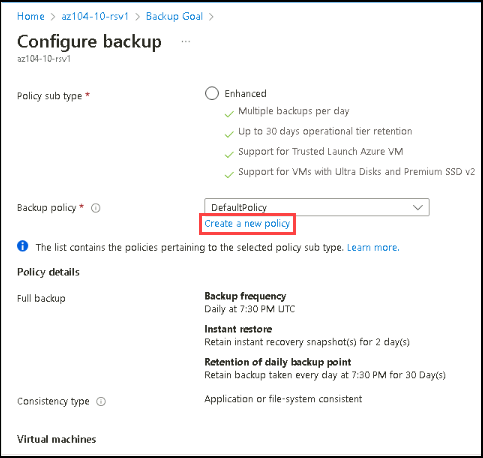 Home > az104-10-rsv1 > Backup Goal >
Configure backup ...
az104-10-rsv1
Policy sub type *
Enhanced
Multiple backups per day
Up to 30 days operational tier retention
Support for Trusted Launch Azure VM
Support for VMs with Ultra Disks and Premium SSD v2
Backup policy *
DefaultPolicy
Create a new policy
The list contains the policies pertaining to the selected policy sub type. Learn more.
Policy details
Full backup
Backup frequency
Daily at 7:30 PM UTC
Instant restore
Retain instant recovery snapshot(s) for 2 day(s)
Retention of daily backup point
Retain backup taken every day at 7:30 PM for 30 Day(s)
Consistency type
Application or file-system consistent
Virtual machines